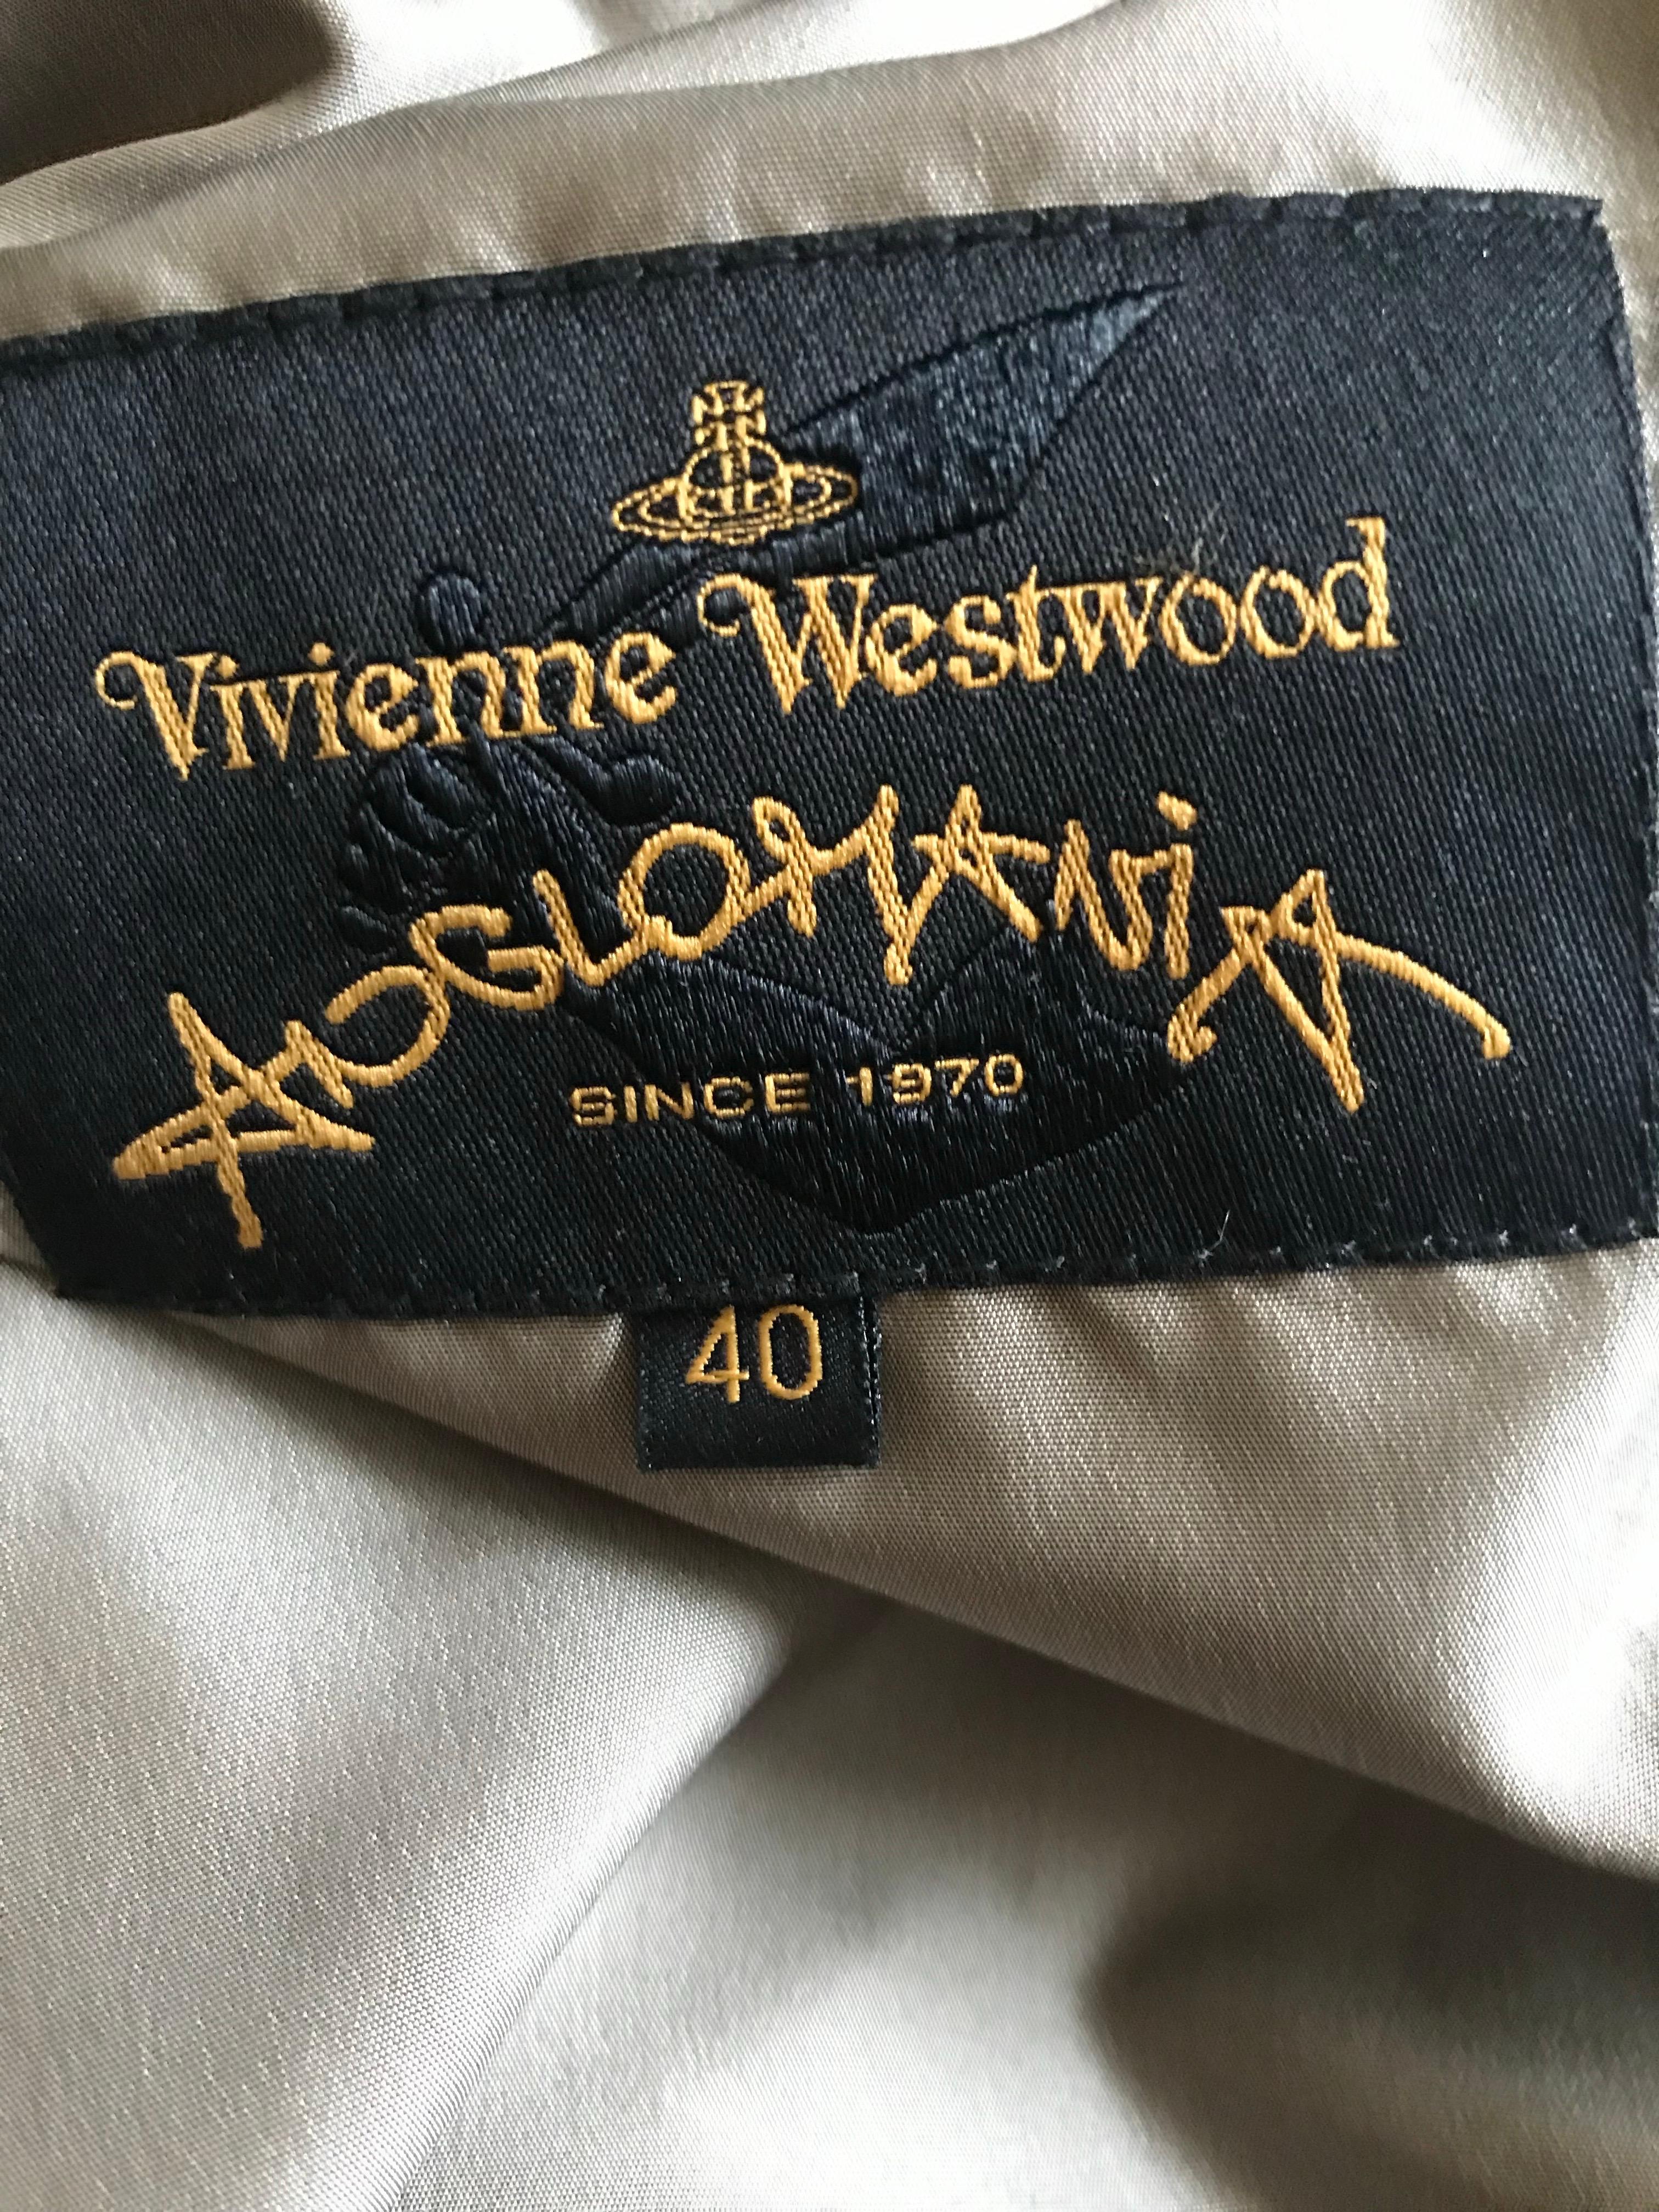 Vivienne Westwood
ANGLOMANiA
SINCE 1970
40